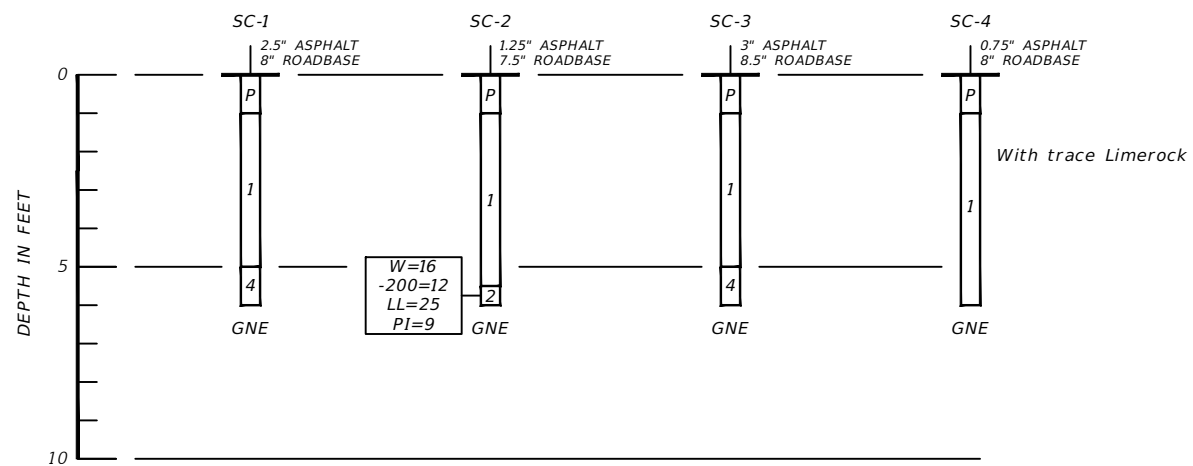 SC-1
SC-2
SC-3
SC-4
2.5" ASPHALT
8" ROADBASE
1.25" ASPHALT
7.5" ROADBASE
3" ASPHALT
8.5" ROADBASE
0.75" ASPHALT
8" ROADBASE
0
P
P
P
P
With trace Limerock
1
1
1
1
DEPTH IN FEET
5
4
W=16
-200=12
LL=25
PI=9
2
4
GNE
GNE
GNE
GNE
10